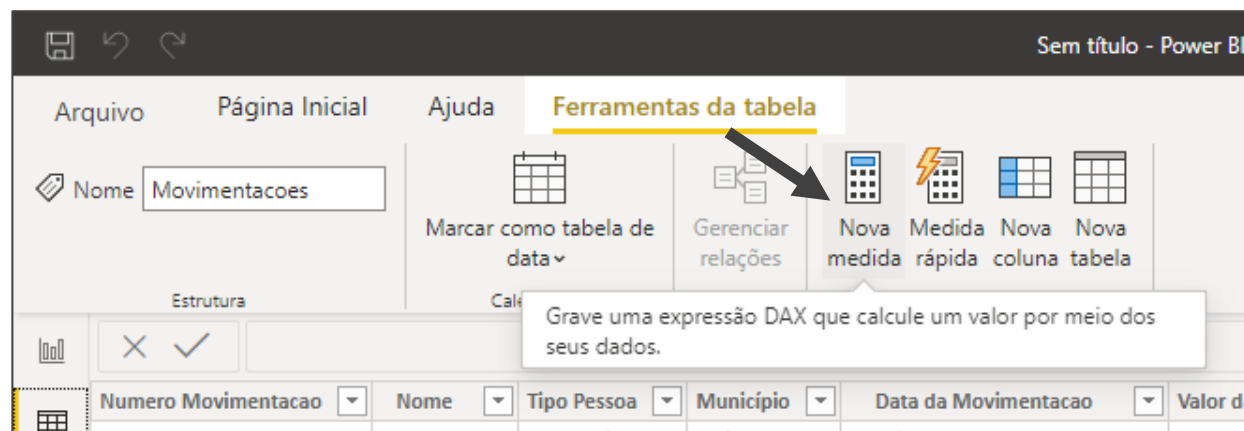 Sem título - Power BI
Arquivo Página Inicial Ajuda Ferramentas da tabela
Nome Movimentacoes
Marcar como tabela de
data
Gerenciar
relações
Nova
medida
Medida
rápida
Nova
coluna
Nova
tabela
Estrutura
Grave uma expressão DAX que calcule um valor por meio dos
seus dados.
Numero Movimentacao Nome Tipo Pessoa Município Data da Movimentacao Valor